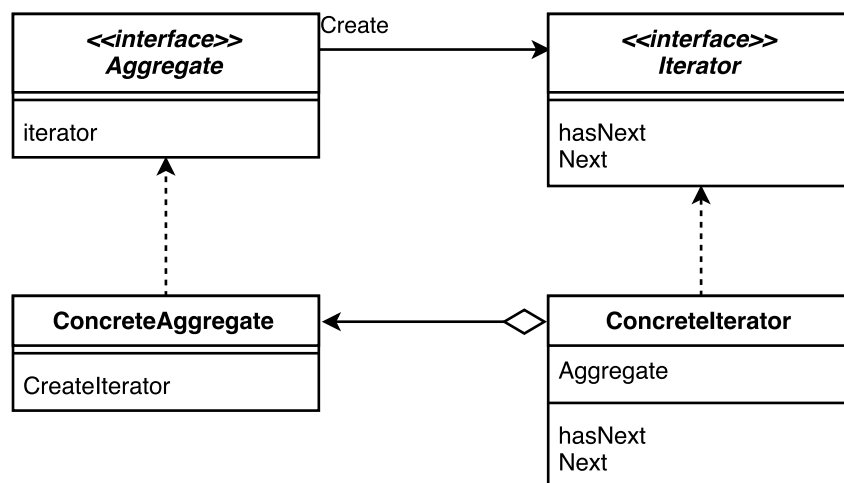 <<interface>>
Aggregate
iterator
Create
<<interface>>
Iterator
hasNext
Next
ConcreteAggregate
CreateIterator
ConcreteIterator
Aggregate
hasNext
Next